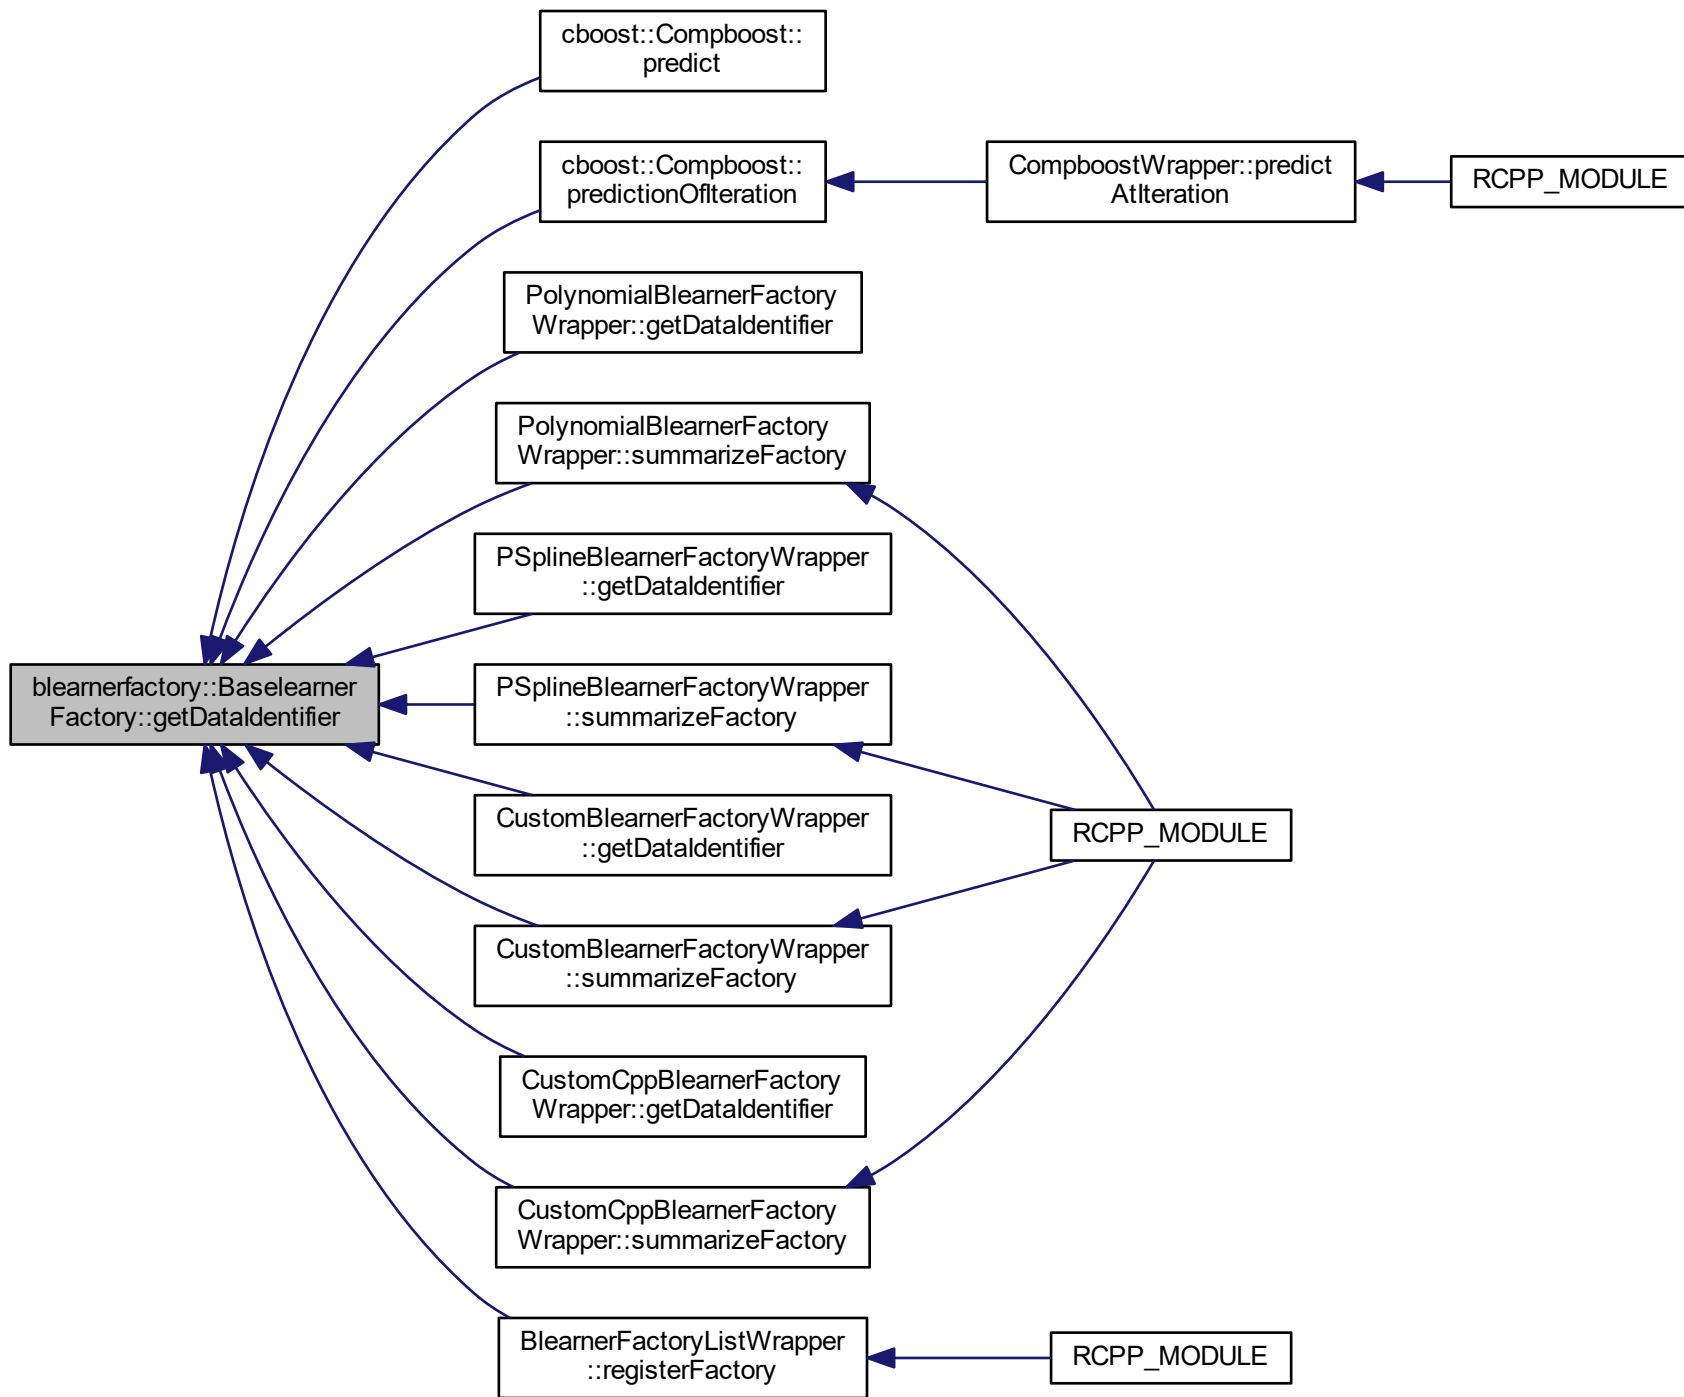 cboost::Compboost::
predict
cboost::Compboost::
predictionOfIteration
CompboostWrapper::predict
AtIteration
RCPP_MODULE
PolynomialBlearnerFactory
Wrapper::getDataIdentifier
PolynomialBlearnerFactory
Wrapper::summarizeFactory
PSplineBlearnerFactoryWrapper
::getDataIdentifier
blearnerfactory::Baselearner
Factory::getDataIdentifier
PSplineBlearnerFactoryWrapper
::summarizeFactory
CustomBlearnerFactoryWrapper
::getDataIdentifier
RCPP_MODULE
CustomBlearnerFactoryWrapper
::summarizeFactory
CustomCppBlearnerFactory
Wrapper::getDataIdentifier
CustomCppBlearnerFactory
Wrapper::summarizeFactory
BlearnerFactoryListWrapper
::registerFactory
RCPP_MODULE